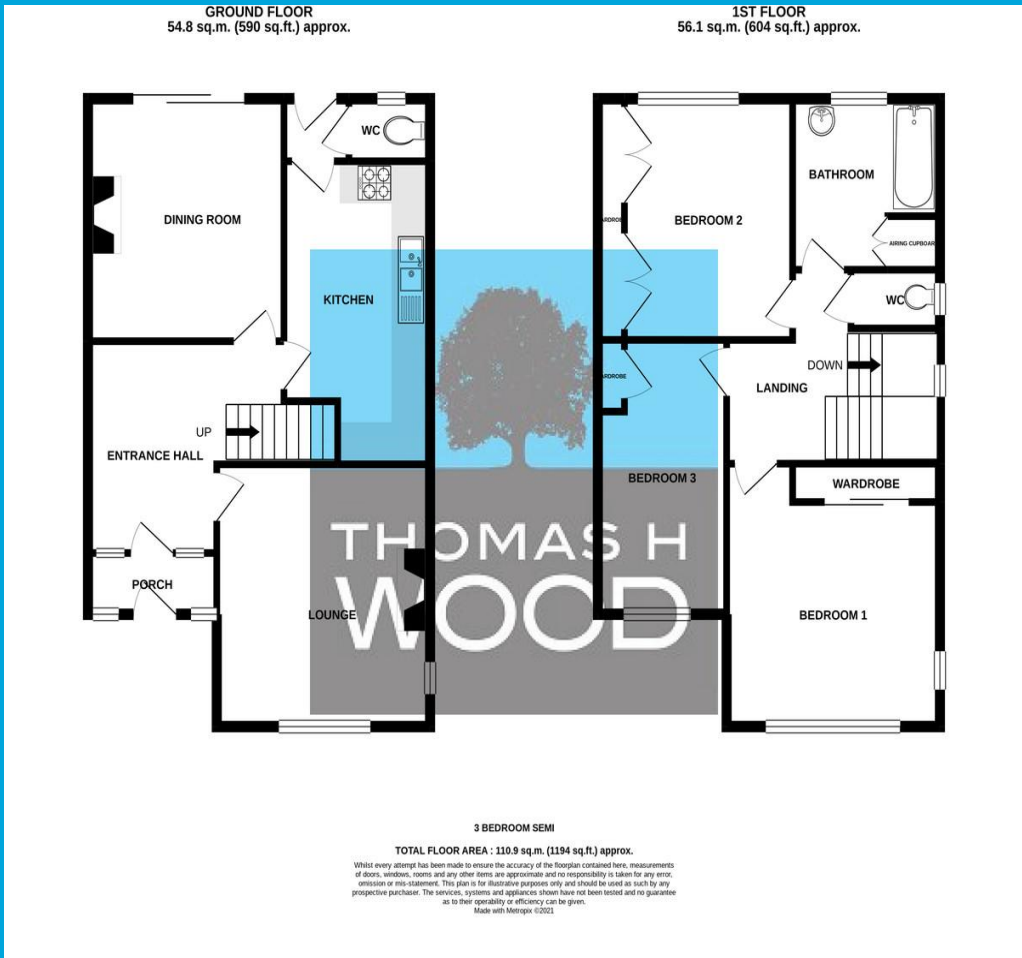 GROUND FLOOR
54.8 sq.m. (590 sq.ft.) approx.
1ST FLOOR
56.1 sq.m. (604 sq.ft.) approx.
WC
DINING ROOM
KITCHEN
UP
ENTRANCE HALL
PORCH
LOUNGE
BATHROOM
BEDROOM 2
ARDROB
AIRING CUPBOAR
WC
DOWN
ARDROBE
LANDING
BEDROOM 3
WARDROBE
BEDROOM 1
THOMAS H
WOOD
3 BEDROOM SEMI
TOTAL FLOOR AREA : 110.9 sq.m. (1194 sq.ft.) approx.
Whilst every attempt has been made to ensure the accuracy of the floorplan contained here, measurements
of doors, windows, rooms and any other items are approximate and no responsibility is taken for any error,
omission or mis-statement. This plan is for illustrative purposes only and should be used as such by any
prospective purchaser. The services, systems and appliances shown have not been tested and no guarantee
as to their operability or efficiency can be given.
Made with Metropix ©2021